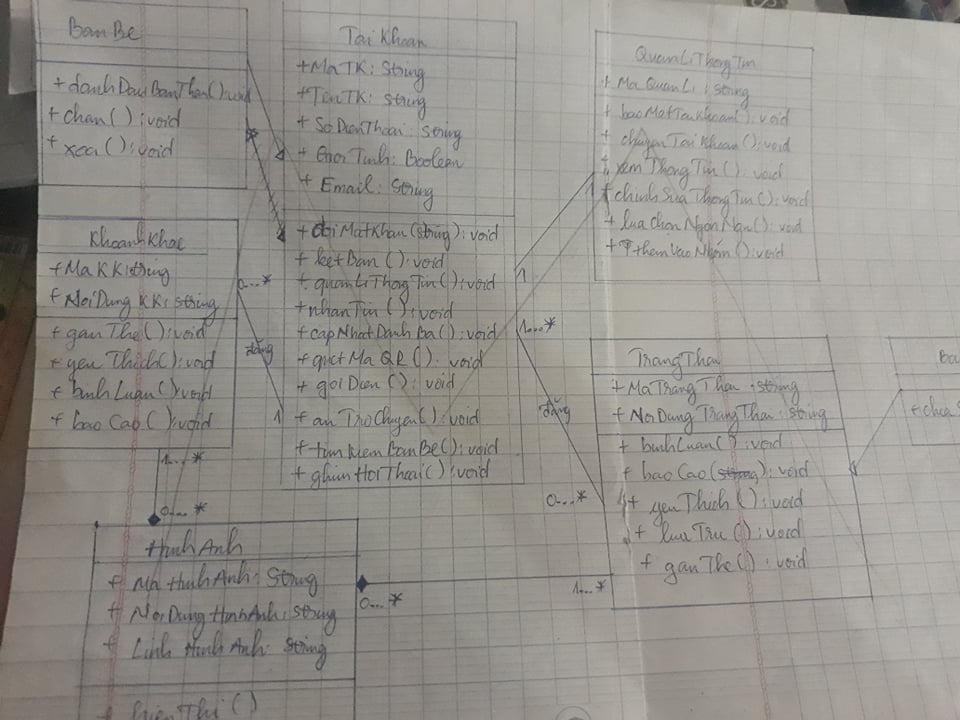 BanBe
+ danhDauBanThan():void
+ chan():void
+ xoa():void
TaiKhoan
+MaTK: String
+TenTK: string
+ SoDienThoai: string
+ GioiTinh: Boolean
+ Email: String
+ doiMatKhau(string): void
+ ketBan(): void
+ quanLiThongTin(): void
+nhanTin(): void
+capNhatDanhBa(): void
+ quetMaQR(): void
+ goiDien(): void
+ anTroChuyen(): void
+timKiemBanBe(): void
+ ghimHoiThoai(): void
QuanLiThongTin
+ MaQuanLi: string
+ baoMatTaiKhoan(): void
+ chuyenTaiKhoan(): void
+ xemThongTin(): void
+chinhSuaThongTin(): void
+ luaChonNgonNgu(): void
+ themVaoNhom(): void
KhoanhKhac
+MaKK:string
+NoiDungKK: string
+ ganThe(): void
+ yeuThich(): void
+ binhLuan(): void
+ baoCao(): void
TrangThai
+ MaTrangThai: string
+ NoiDungTrangThai: string
+ binhLuan(): void
+ baoCao(string): void
+ yeuThich(): void
+ luuTru(): void
+ ganThe(): void
Ba
+chia
HinhAnh
+ MaHinhAnh: String
+ NoiDungHinhAnh: string
+ LinkHinhAnh: string
+ hienThi()
*
0...*
đăng
1
1
1
1...*
đăng
0...*
1...*
0...*
0...*
1...*